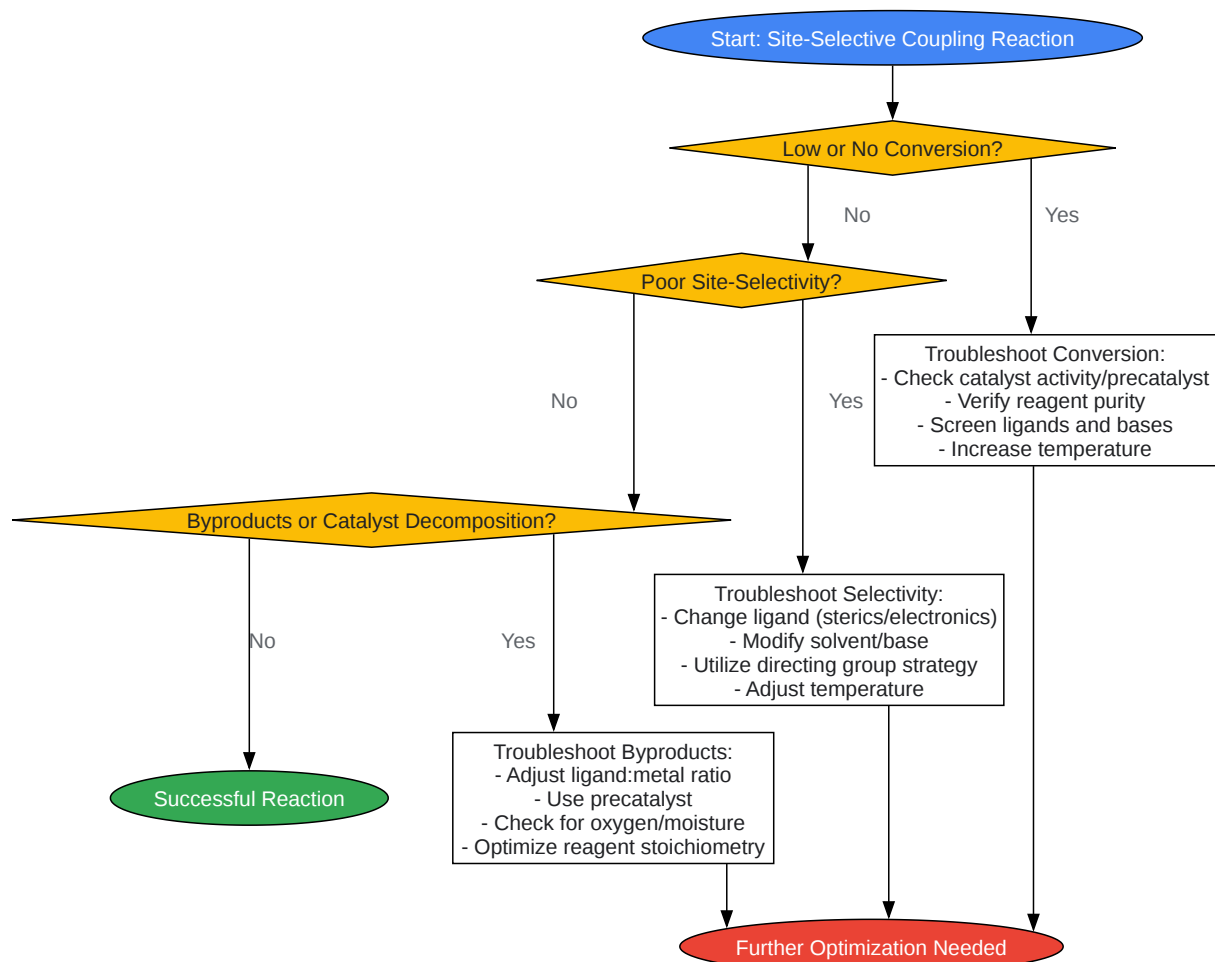 Start: Site-Selective Coupling Reaction
Low or No Conversion?
No
Yes
Poor Site-Selectivity?
Troubleshoot Conversion:
- Check catalyst activity/precatalyst
- Verify reagent purity
- Screen ligands and bases
- Increase temperature
No
Yes
Byproducts or Catalyst Decomposition?
Troubleshoot Selectivity:
- Change ligand (sterics/electronics)
- Modify solvent/base
- Utilize directing group strategy
- Adjust temperature
No
Yes
Troubleshoot Byproducts:
- Adjust ligand:metal ratio
- Use precatalyst
- Check for oxygen/moisture
- Optimize reagent stoichiometry
Successful Reaction
Further Optimization Needed